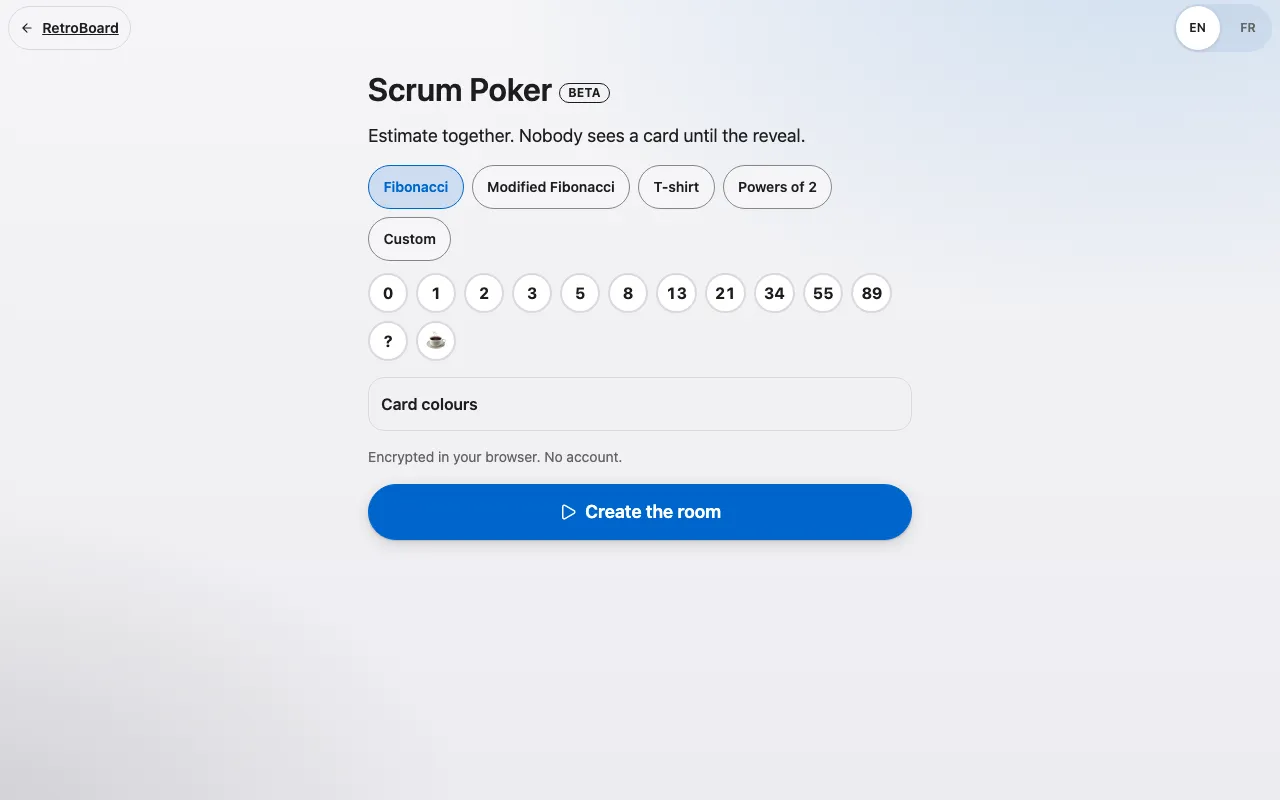 RetroBoard
EN FR
Scrum Poker BETA
Estimate together. Nobody sees a card until the reveal.
Fibonacci Modified Fibonacci T-shirt Powers of 2
Custom
0 1 2 3 5 8 13 21 34 55 89
? ☕
Card colours
Encrypted in your browser. No account.
Create the room